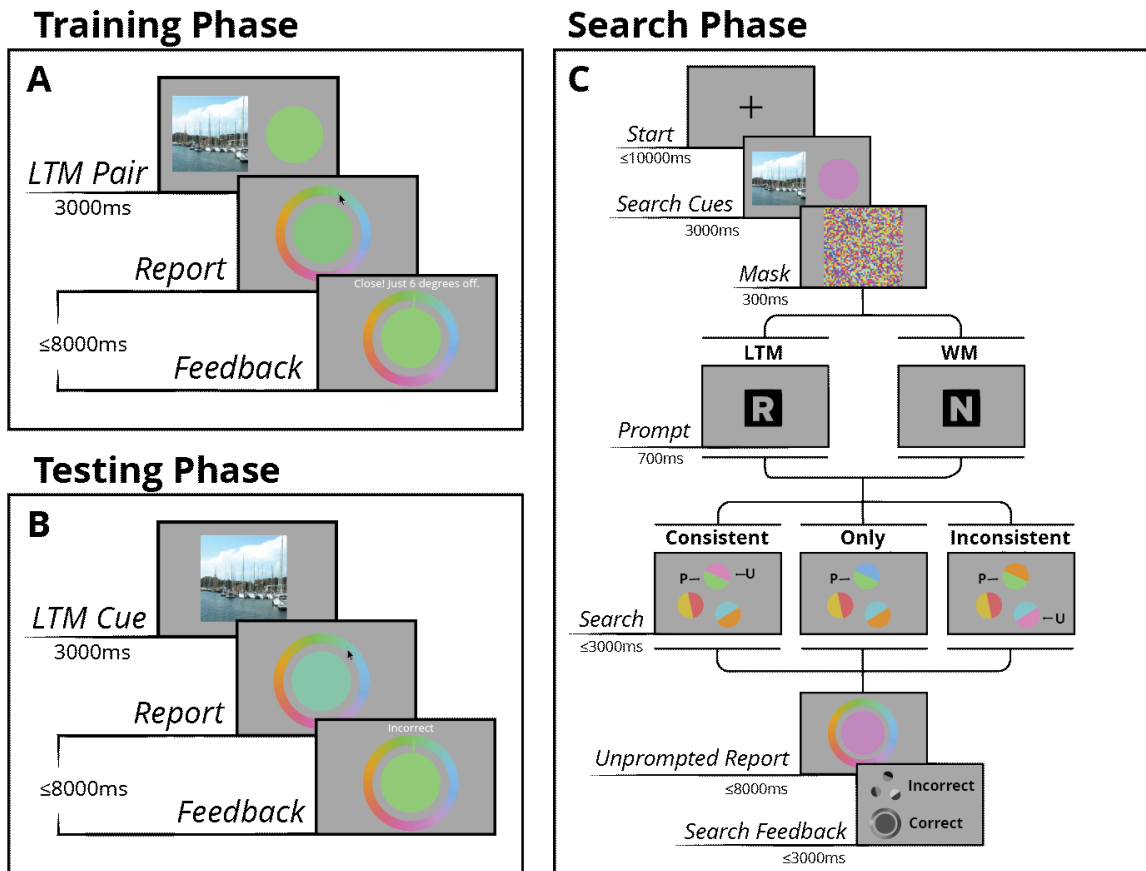 Training Phase
A
LTM Pair
3000ms
Report
Close! Just 6 degrees off.
≤8000ms
Feedback
Testing Phase
B
LTM Cue
3000ms
Report
Incorrect
≤8000ms
Feedback
Search Phase
C
Start
≤10000ms
Search Cues
3000ms
Mask
300ms
LTM WM
R N
Prompt
700ms
Consistent Only Inconsistent
P U P P U
Search
≤3000ms
Unprompted Report
≤8000ms
Incorrect
Correct
Search Feedback
≤3000ms